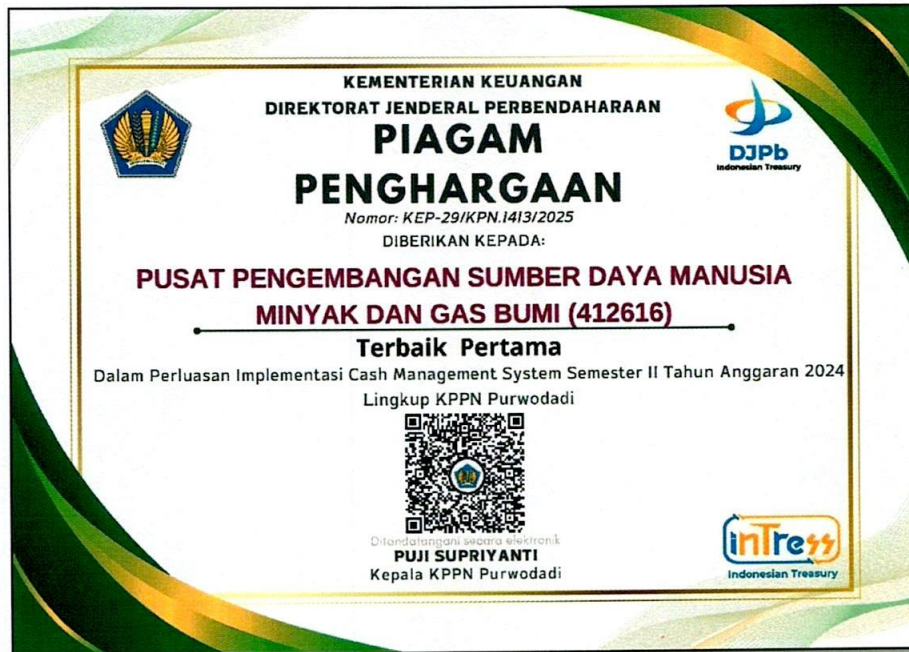 KEMENTERIAN KEUANGAN
DIREKTORAT JENDERAL PERBENDAHARAAN
PIAGAM
PENGHARGAAN
DJPb
Indonesian Treasury
Nomor: KEP-29/KPN.1413/2025
DIBERIKAN KEPADA:
PUSAT PENGEMBANGAN SUMBER DAYA MANUSIA
MINYAK DAN GAS BUMI (412616)
Terbaik Pertama
Dalam Perluasan Implementasi Cash Management System Semester II Tahun Anggaran 2024
Lingkup KPPN Purwodadi
Ditandatangani secara elektronik
PUJI SUPRIYANTI
Kepala KPPN Purwodadi
inTress
Indonesian Treasury